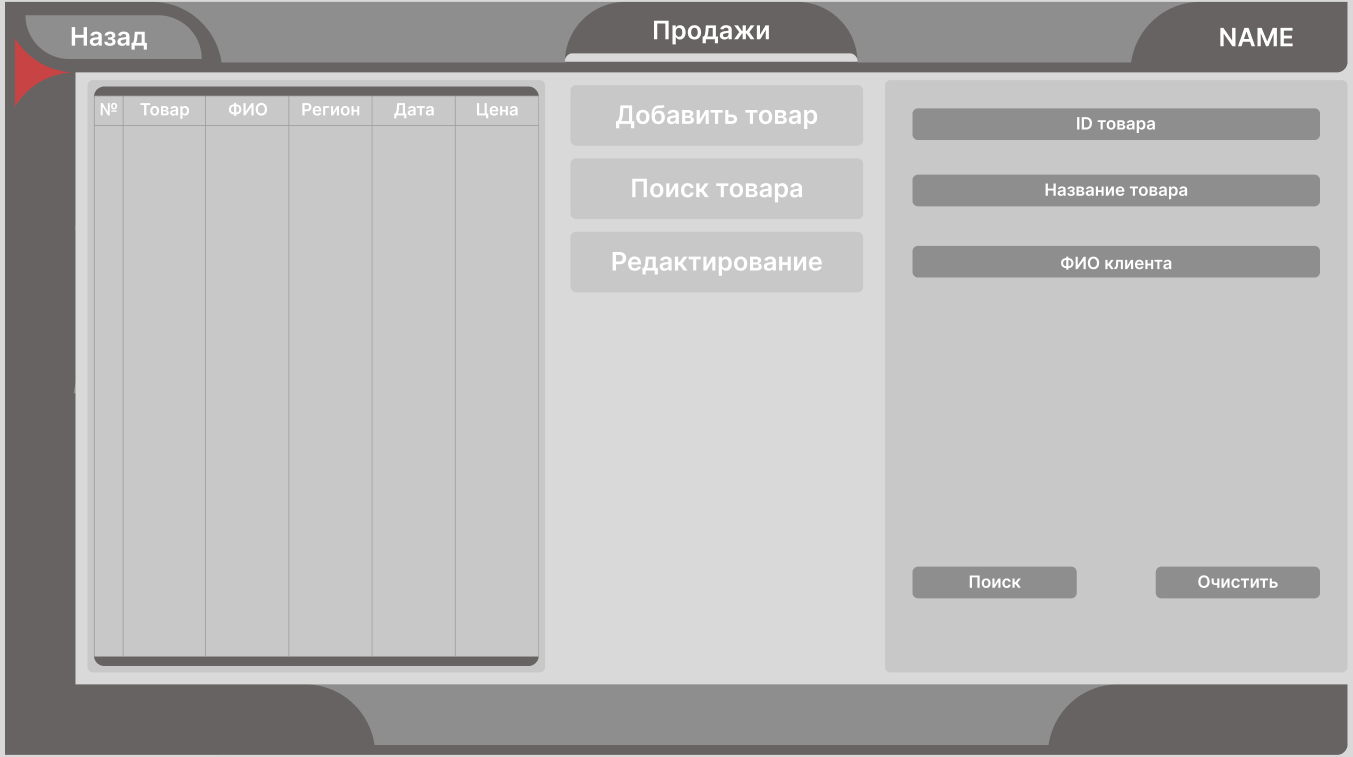 Назад
Продажи
NAME
№ Товар ФИО Регион Дата Цена
Добавить товар
Поиск товара
Редактирование
ID товара
Название товара
ФИО клиента
Поиск
Очистить